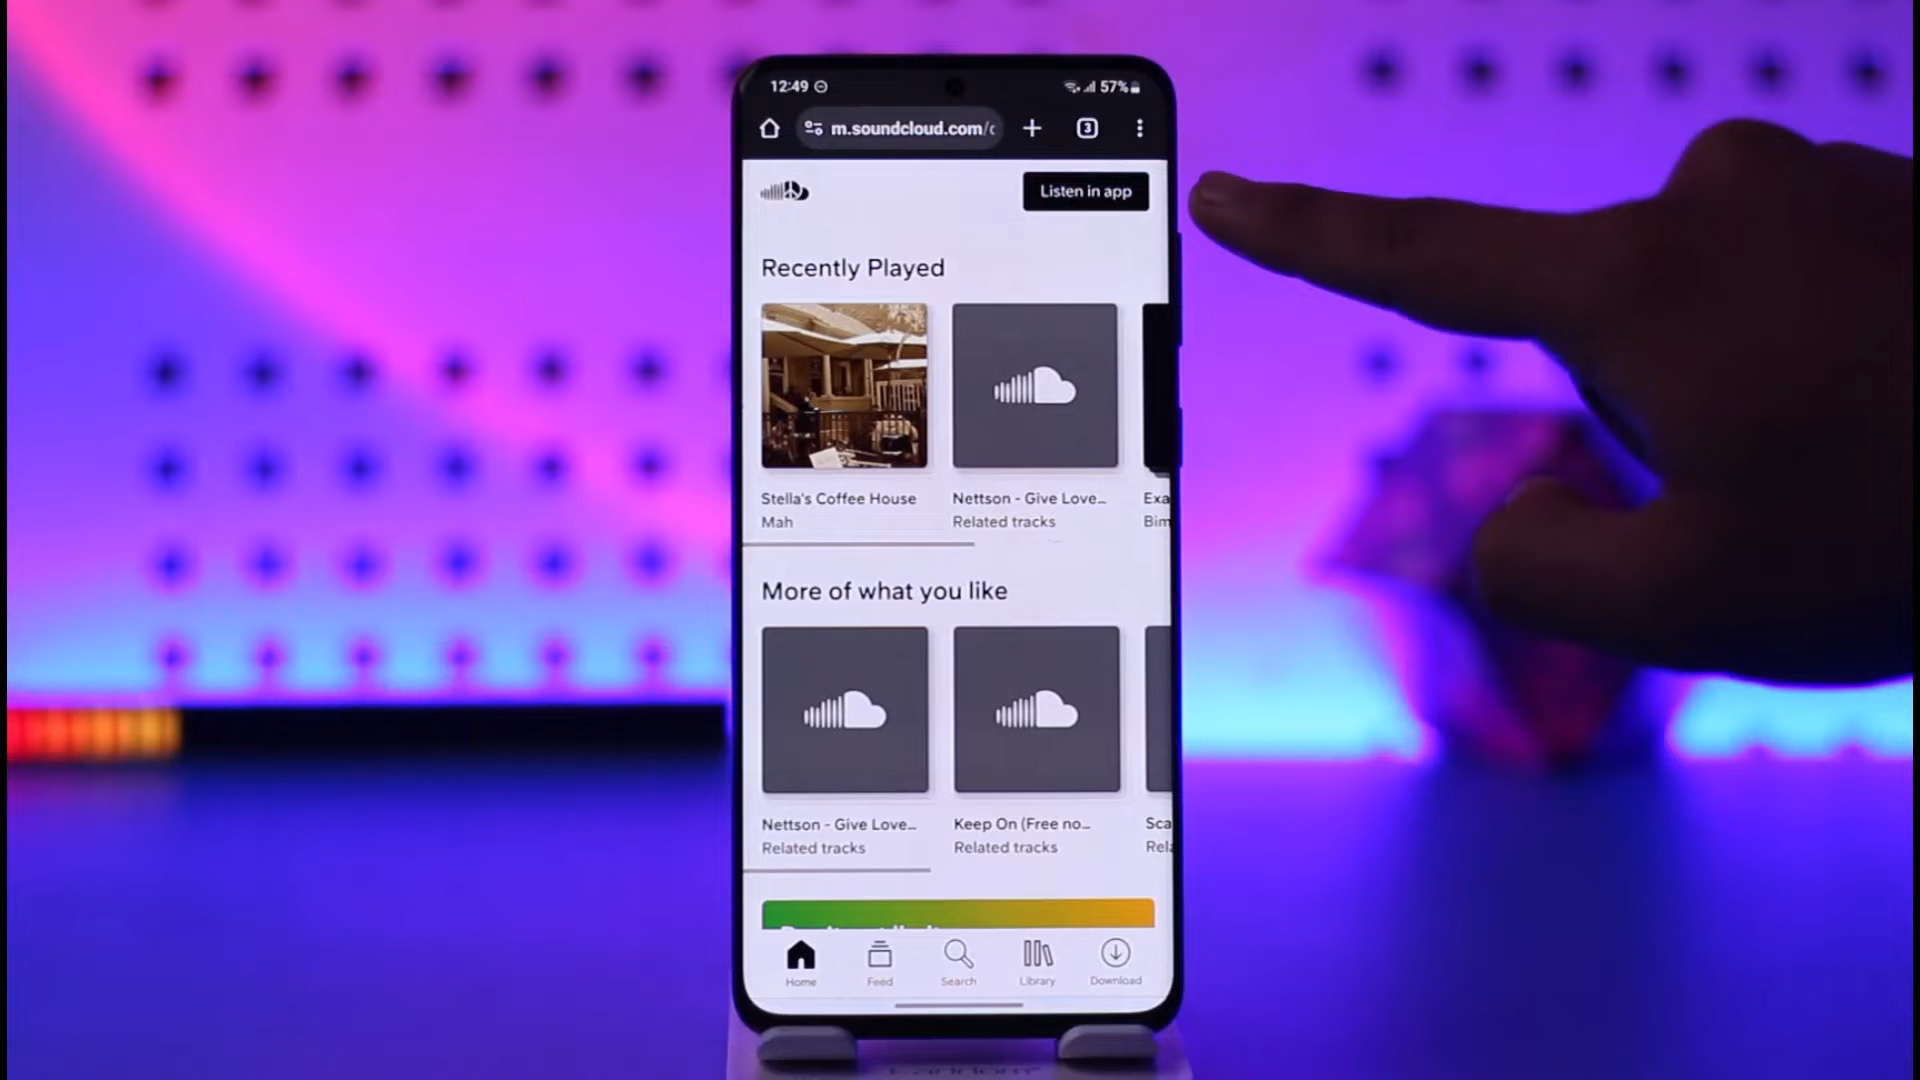 12:49
57%
m.soundcloud.com/c
3
Listen in app
Recently Played
Stella's Coffee House
Mah
Nettson - Give Love...
Related tracks
Exa
Bim
More of what you like
Nettson - Give Love...
Related tracks
Keep On (Free no...
Related tracks
Sca
Rela
Home
Feed
Search
Library
Download